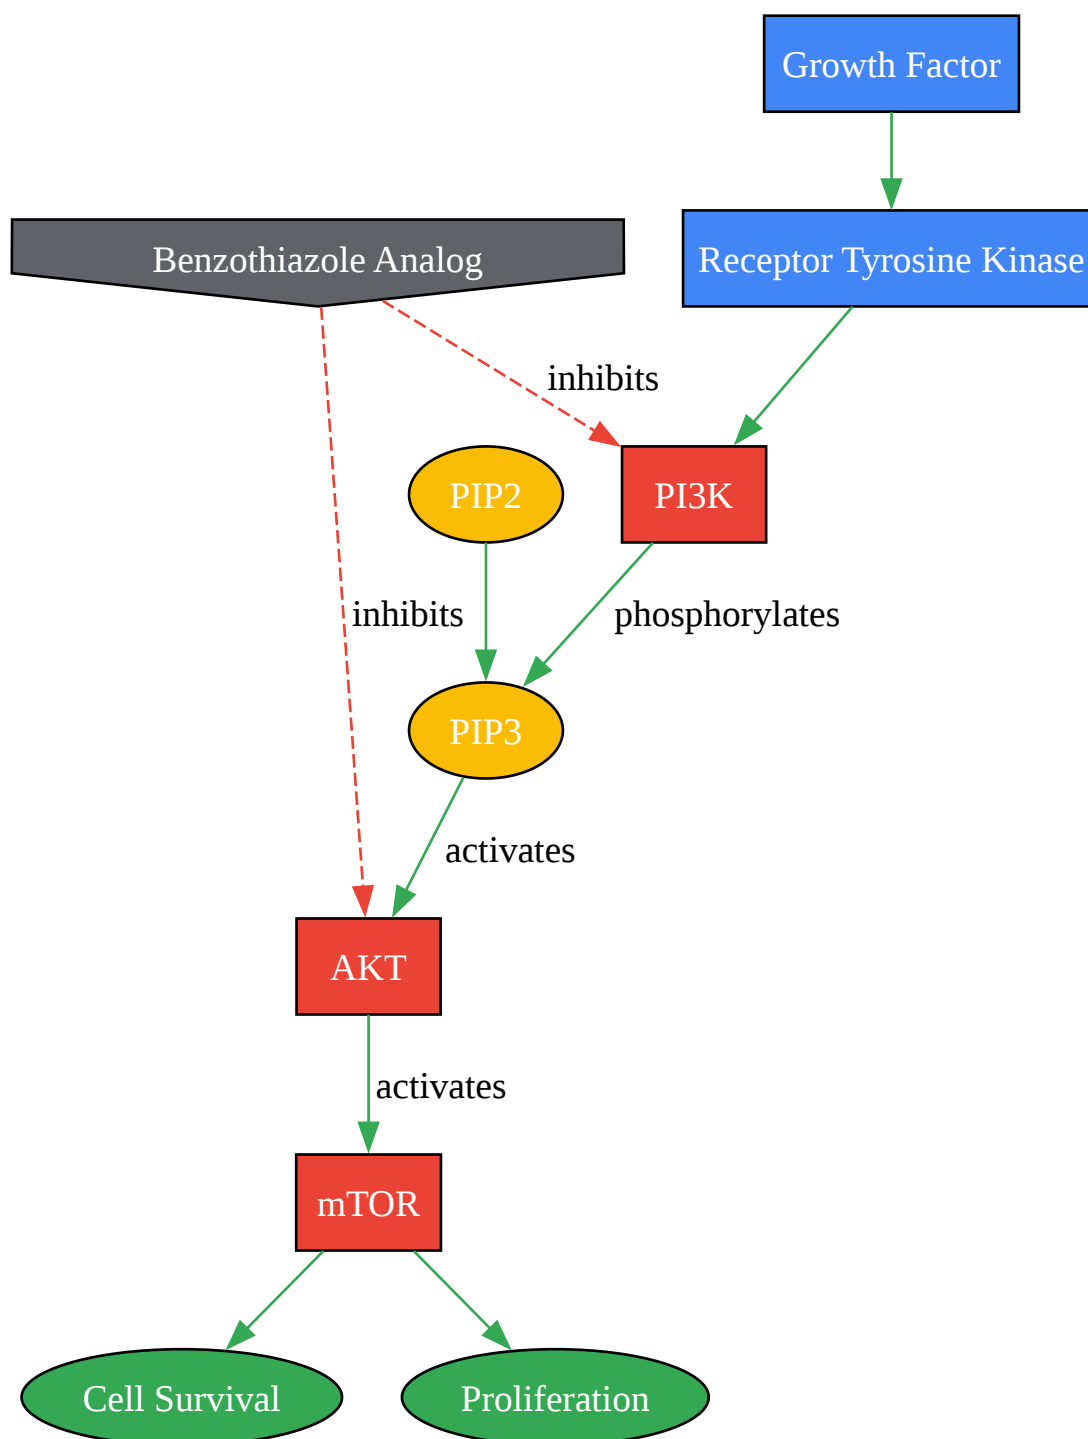 Growth Factor
Benzothiazole Analog
Receptor Tyrosine Kinase
inhibits
PIP2
PI3K
inhibits
phosphorylates
PIP3
activates
AKT
activates
mTOR
Cell Survival
Proliferation